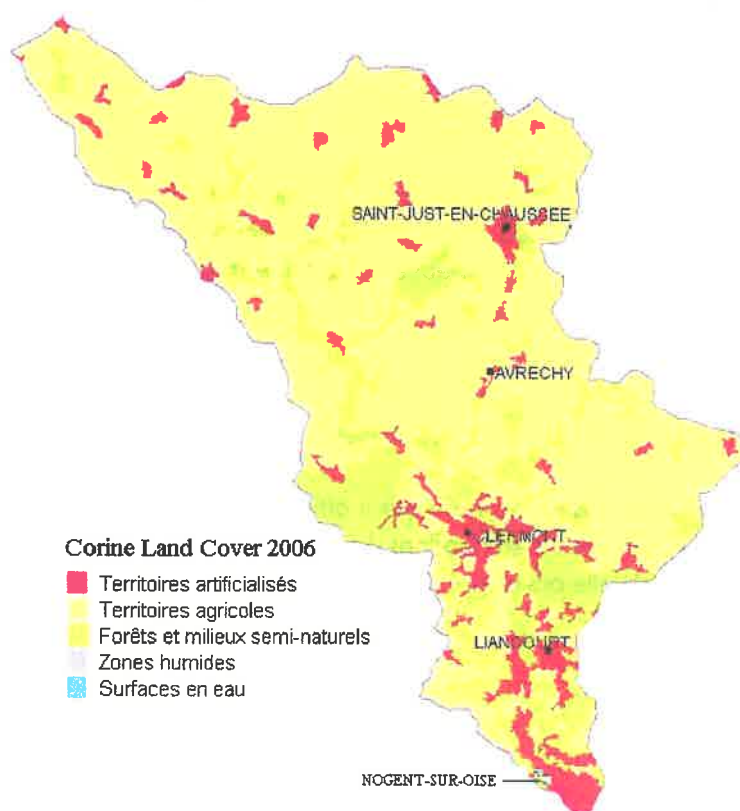 SAINT-JUST-EN-CHAUSSEE
AVRECHY
CLERMONT
Corine Land Cover 2006
Territoires artificialisés
Territoires agricoles
Forêts et milieux semi-naturels
Zones humides
Surfaces en eau
LIANCOURT
NOGENT-SUR-OISE